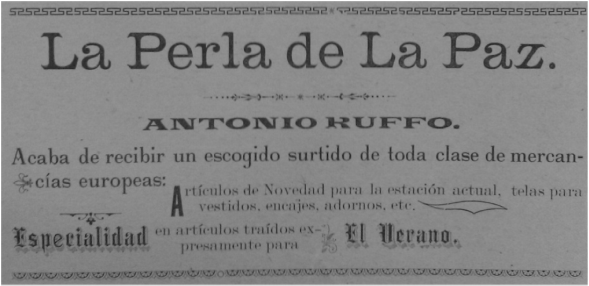 La Perla de La Paz.
ANTONIO RUFFO.
Acaba de recibir un escogido surtido de toda clase de mercan-
cías europeas:
Artículos de Novedad para la estación actual, telas para
vestidos, encajes, adornos, etc.
Especialidad en artículos traídos ex-
presamente para El Verano.